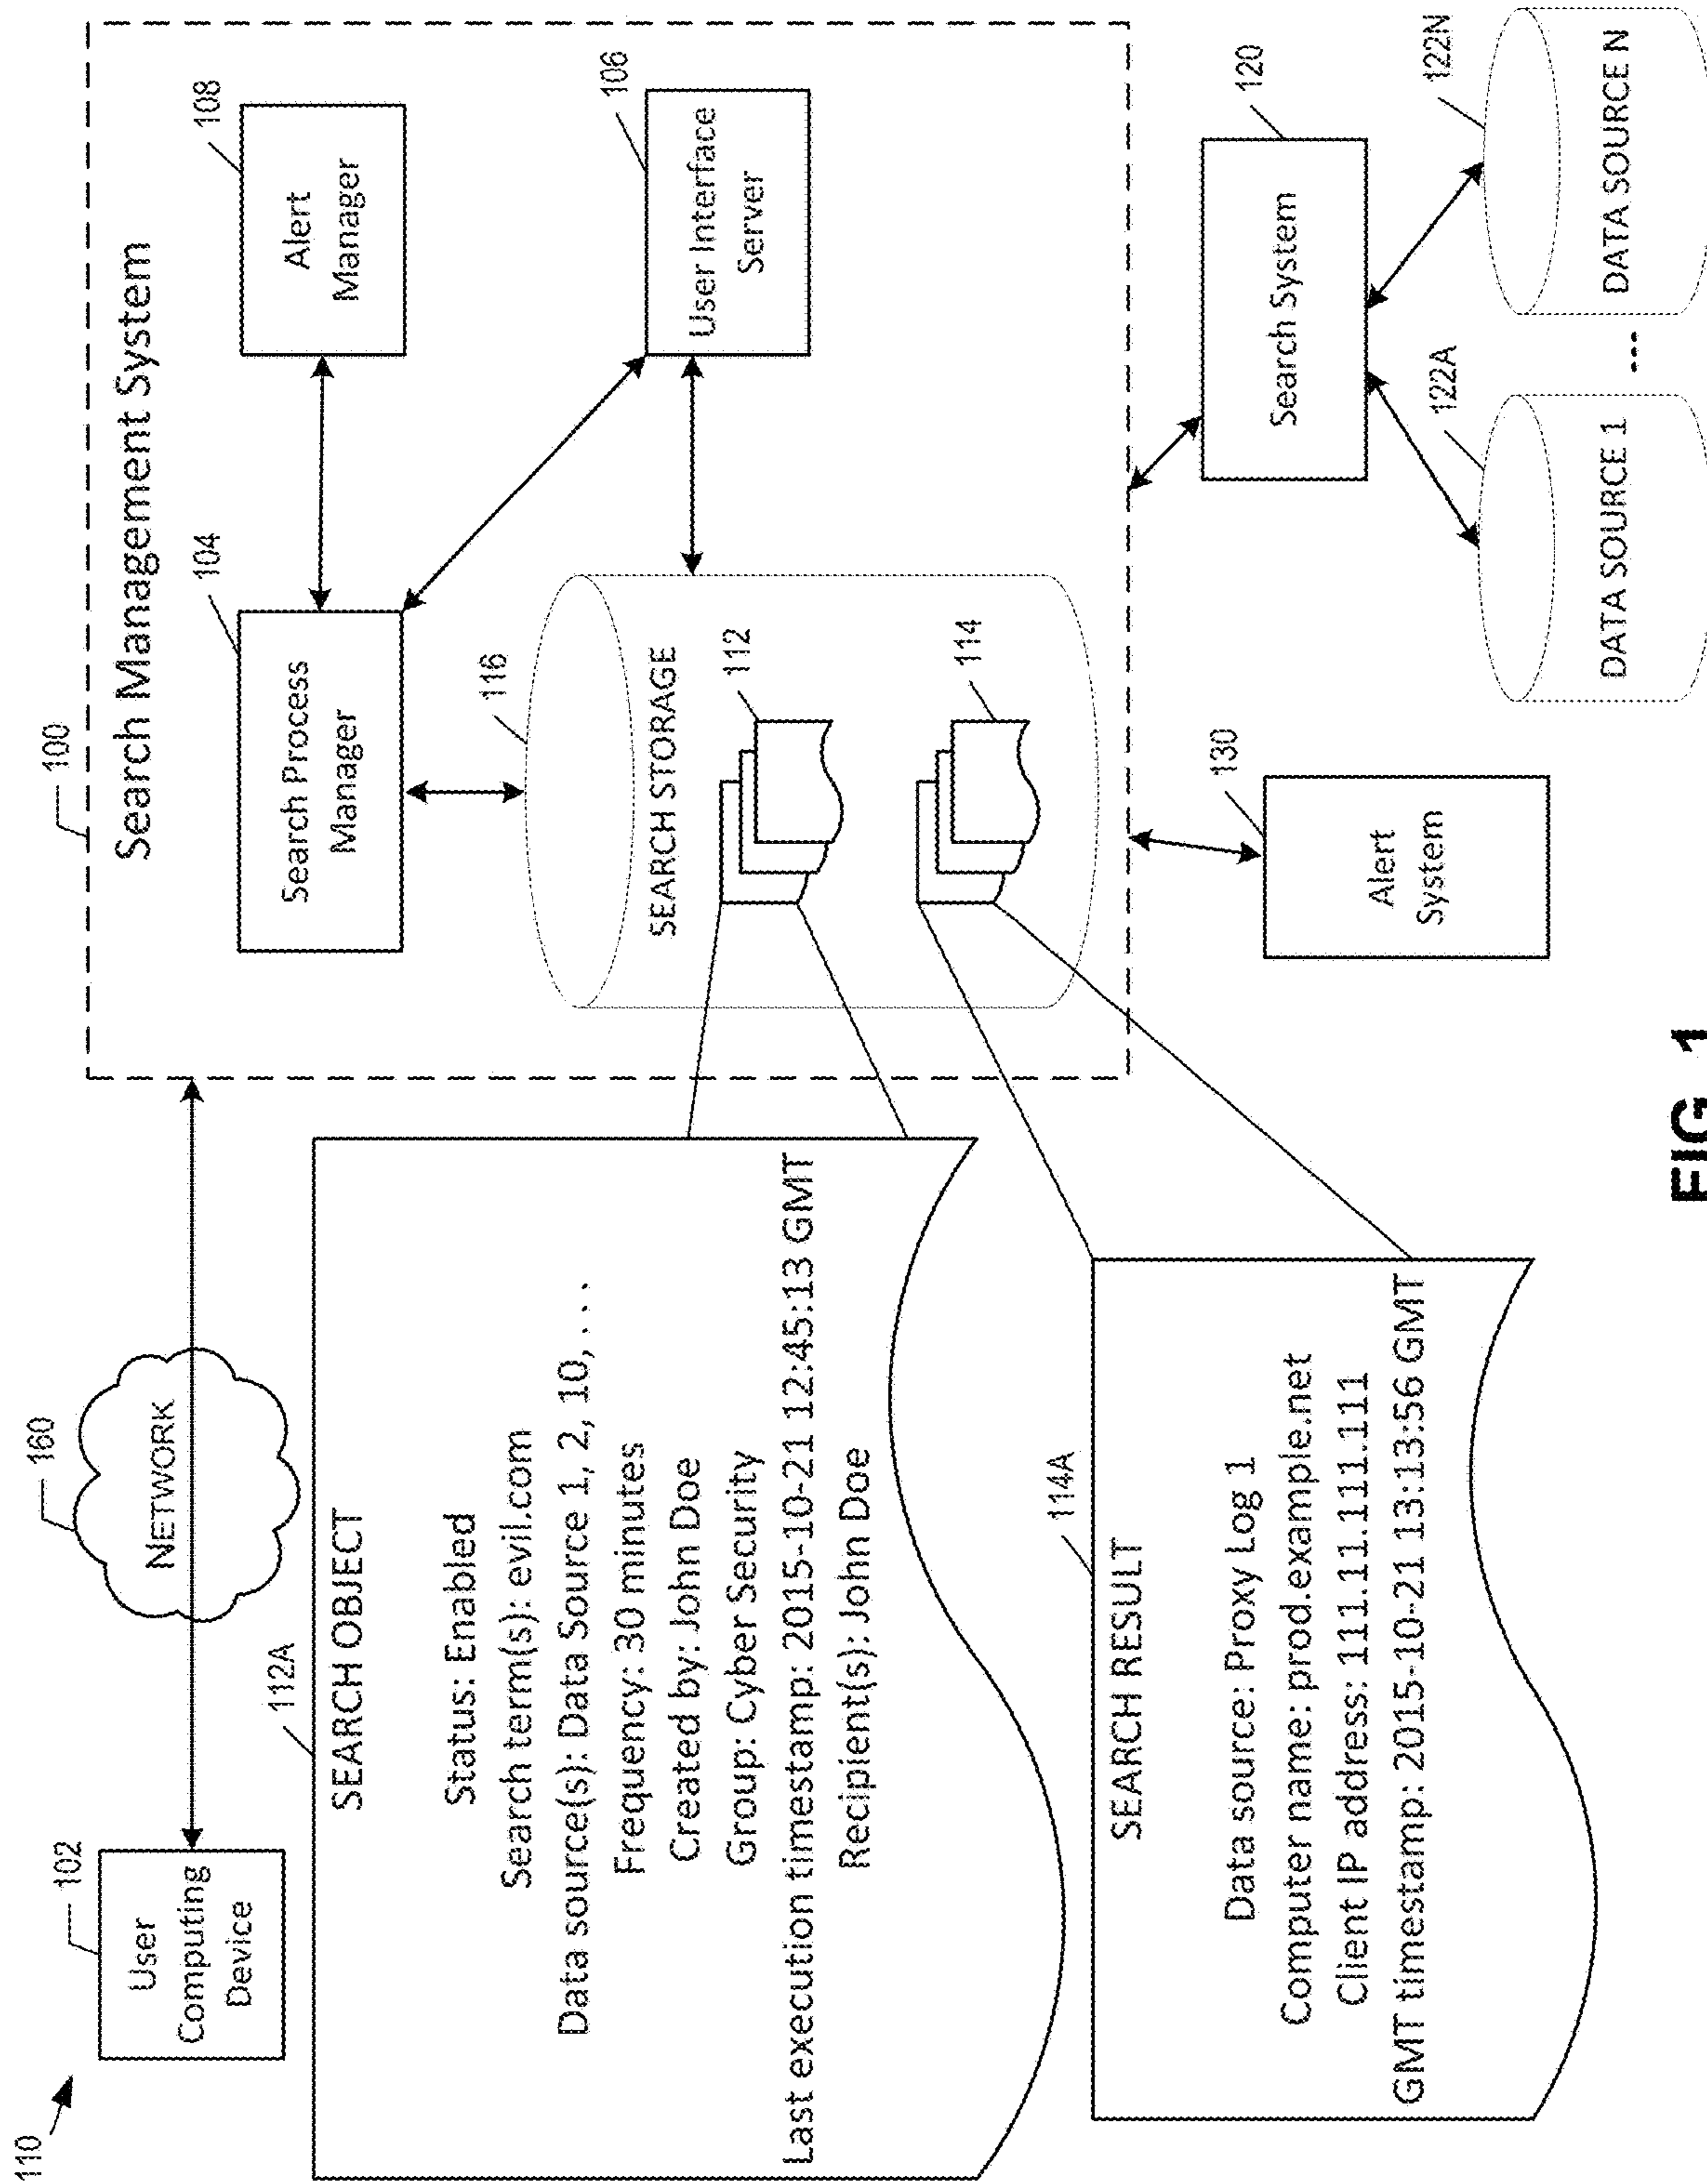 110
102
User
Computing
Device
160
NETWORK
100
Search Management System
104
Search Process
Manager
108
Alert
Manager
106
User Interface
Server
116
SEARCH STORAGE
112
114
112A
SEARCH OBJECT
Status: Enabled
Search term(s): evil.com
Data source(s): Data Source 1, 2, 10, . . .
Frequency: 30 minutes
Created by: John Doe
Group: Cyber Security
Last execution timestamp: 2015-10-21 12:45:13 GMT
Recipient(s): John Doe
114A
SEARCH RESULT
Data source: Proxy Log 1
Computer name: prod.example.net
Client IP address: 111.11.111.111
GMT timestamp: 2015-10-21 13:13:56 GMT
130
Alert
System
120
Search System
122A
DATA SOURCE 1
---
122N
DATA SOURCE N
FIG. 1